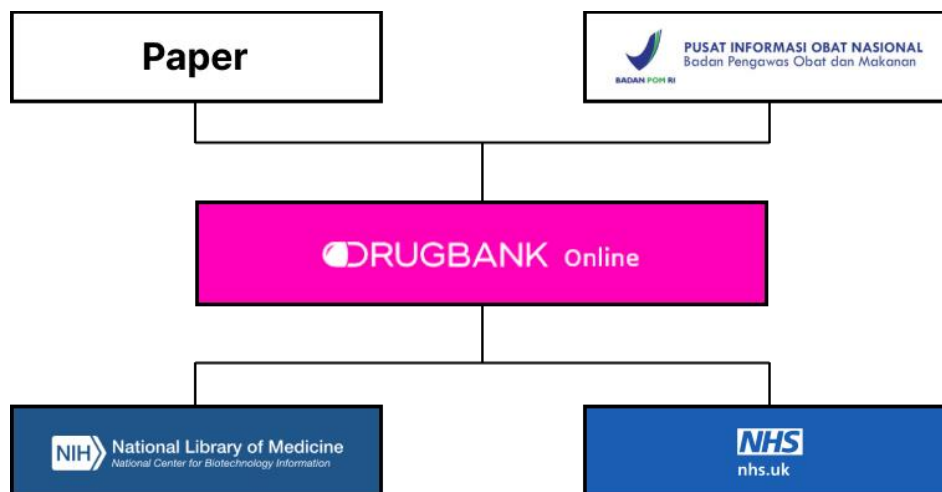 Paper
PUSAT INFORMASI OBAT NASIONAL
Badan Pengawas Obat dan Makanan
BADAN POM RI
DRUGBANK Online
NIH National Library of Medicine
National Center for Biotechnology Information
NHS
nhs.uk